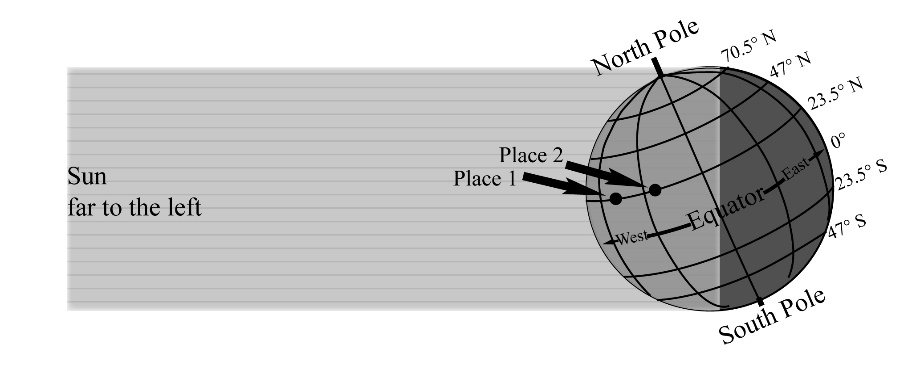 North Pole
70.5° N
47° N
23.5° N
0°
Place 2
Place 1
Sun
far to the left
East
Equator
West
23.5° S
47° S
South Pole